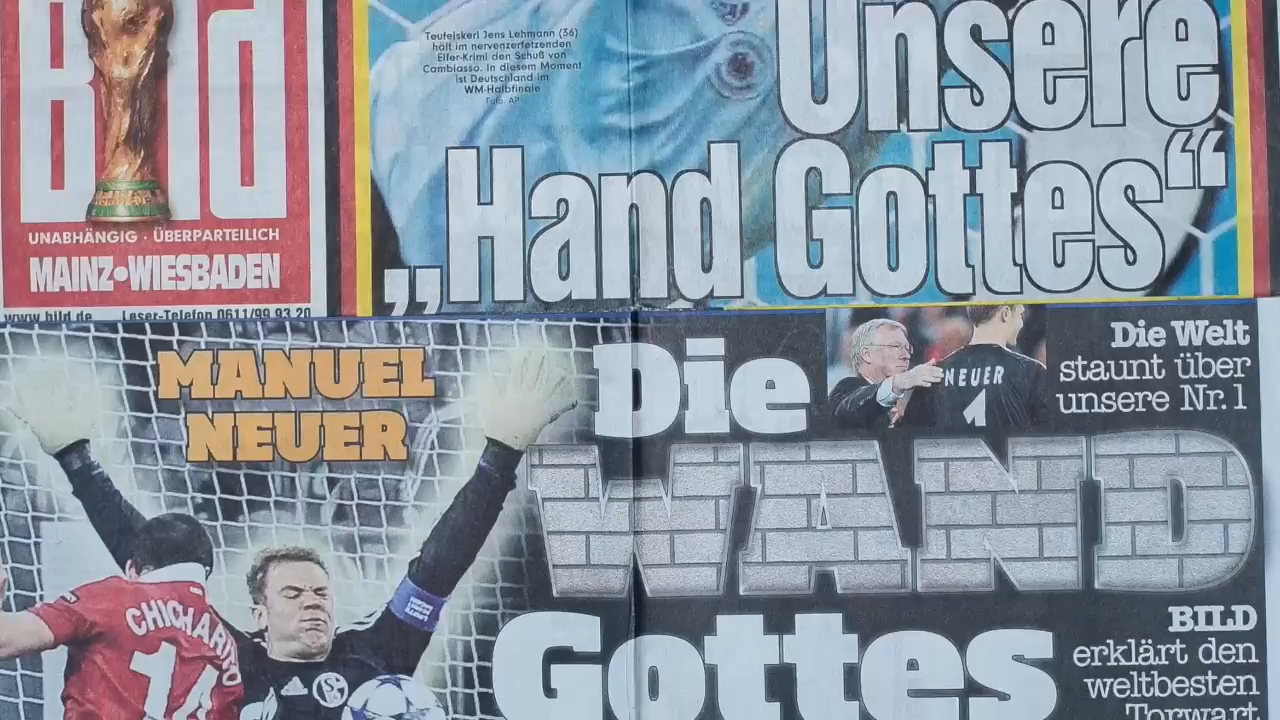 Bild
UNABHÄNGIG · ÜBERPARTEILICH
MAINZ•WIESBADEN
www.bild.de Leser-Telefon 0611/99 93 20
Teufelskerl Jens Lehmann (36)
hält im nervenzerfetzenden
Elfer-Krimi den Schuß von
Cambiasso. In diesem Moment
ist Deutschland im
WM-Halbfinale
Foto: AP
Unsere
„Hand Gottes“
MANUEL
NEUER
CHICHARITO
14
Die
WAND
Gottes
NEUER
1
Die Welt
staunt über
unsere Nr. 1
BILD
erklärt den
weltbesten
Torwart